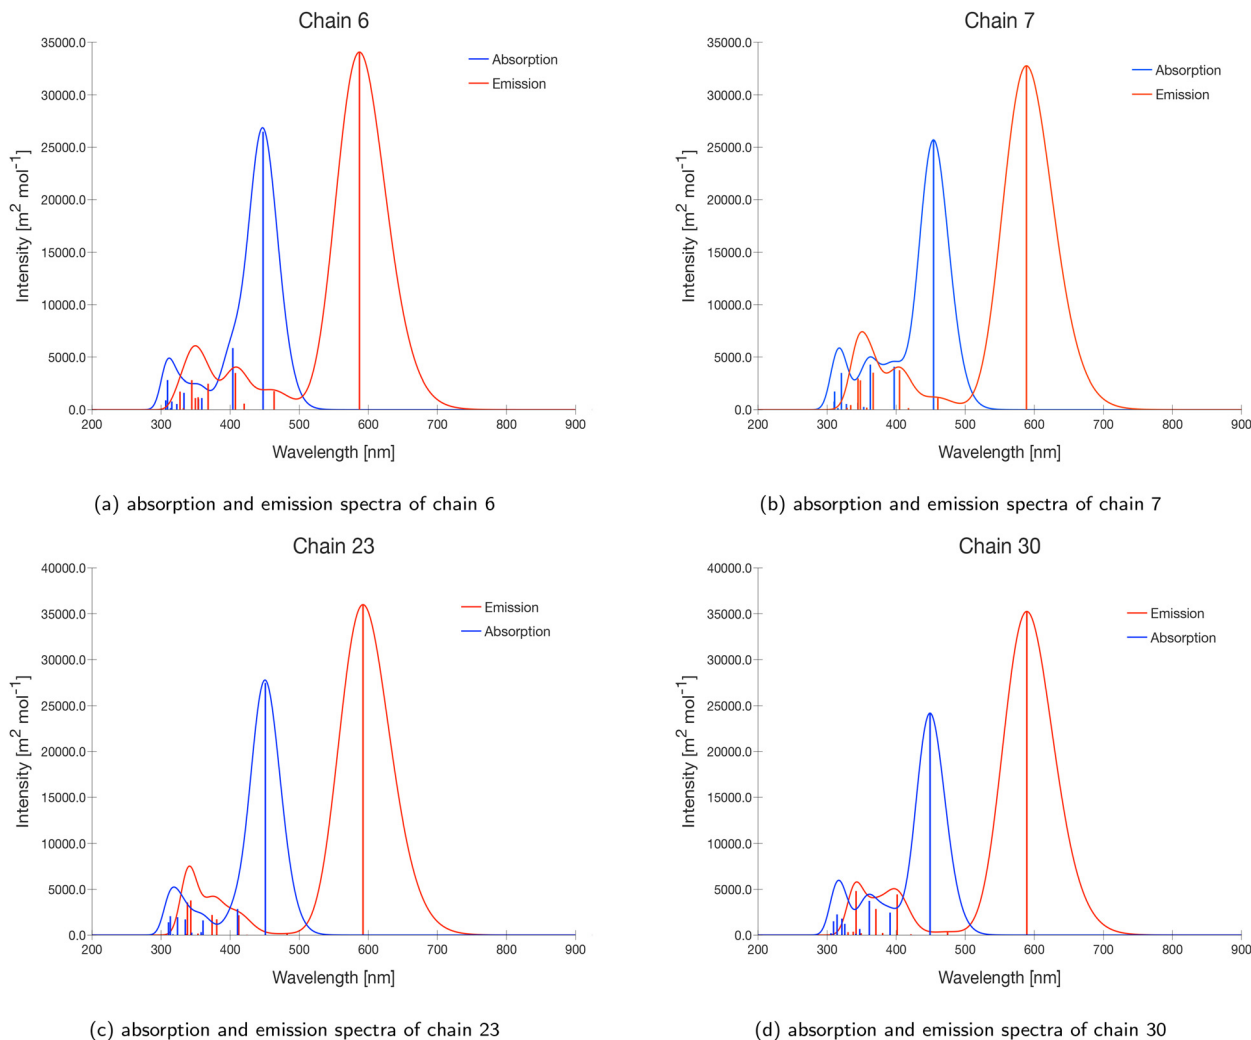 Chain 6
35000.0
30000.0
25000.0
20000.0
15000.0
10000.0
5000.0
0.0
Intensity [m² mol⁻¹]
Absorption
Emission
200 300 400 500 600 700 800 900
Wavelength [nm]
(a) absorption and emission spectra of chain 6
Chain 7
35000.0
30000.0
25000.0
20000.0
15000.0
10000.0
5000.0
0.0
Intensity [m² mol⁻¹]
Absorption
Emission
200 300 400 500 600 700 800 900
Wavelength [nm]
(b) absorption and emission spectra of chain 7
Chain 23
40000.0
35000.0
30000.0
25000.0
20000.0
15000.0
10000.0
5000.0
0.0
Intensity [m² mol⁻¹]
Emission
Absorption
200 300 400 500 600 700 800 900
Wavelength [nm]
(c) absorption and emission spectra of chain 23
Chain 30
40000.0
35000.0
30000.0
25000.0
20000.0
15000.0
10000.0
5000.0
0.0
Intensity [m² mol⁻¹]
Emission
Absorption
200 300 400 500 600 700 800 900
Wavelength [nm]
(d) absorption and emission spectra of chain 30